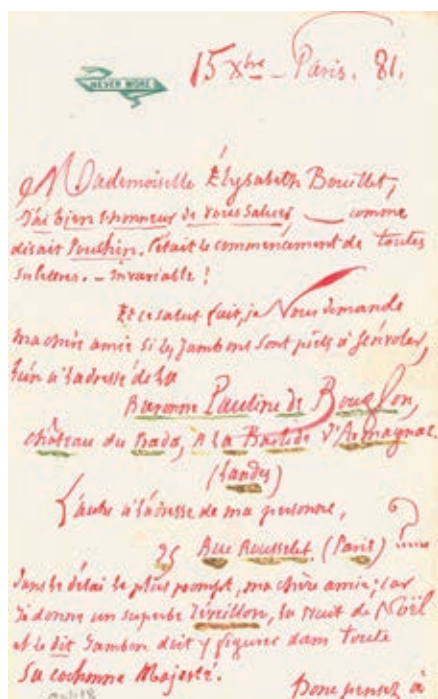 NEVER MORE
15 Xbre _ Paris. 81.
Mademoiselle Élysabeth Bouillet,
J'ai bien l'honneur de vous saluer, — comme
disait Pouchin. C'était le commencement de toutes
ses lettres. — Invariable !
Et ce salut fait, je Vous demande
ma chère amie si les Jambons sont prêts à s'envoler,
l'un à l'adresse de la
Baronne Pauline de Bouglon,
château du Prada, A la Bastide d'Armagnac
(Landes)
L'autre à l'adresse de ma personne,
25 Rue Rousselet (Paris)
dans le délai le plus prompt, ma chère amie; car
Je donne un superbe réveillon, la nuit de Noël
et le dit Jambon doit y figurer dans toute
Sa cochonne Majesté.
Donc pensez à